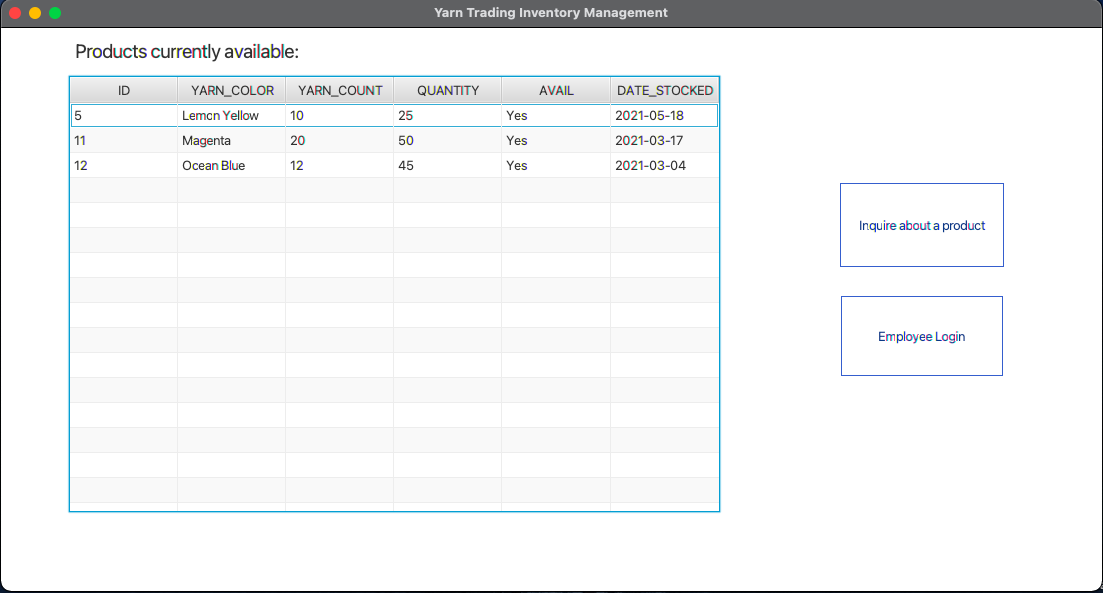 Yarn Trading Inventory Management
Products currently available:
ID YARN_COLOR YARN_COUNT QUANTITY AVAIL DATE_STOCKED
5 Lemon Yellow 10 25 Yes 2021-05-18
11 Magenta 20 50 Yes 2021-03-17
12 Ocean Blue 12 45 Yes 2021-03-04
Inquire about a product
Employee Login